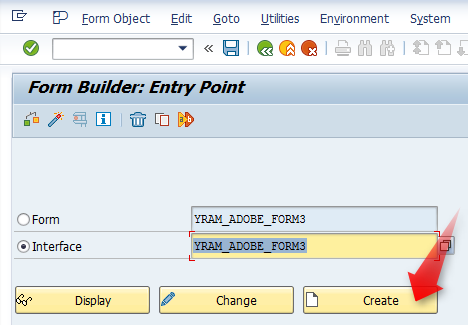 Form Object Edit Goto Utilities Environment System
Form Builder: Entry Point
Form YRAM_ADOBE_FORM3
Interface YRAM_ADOBE_FORM3
Display Change Create